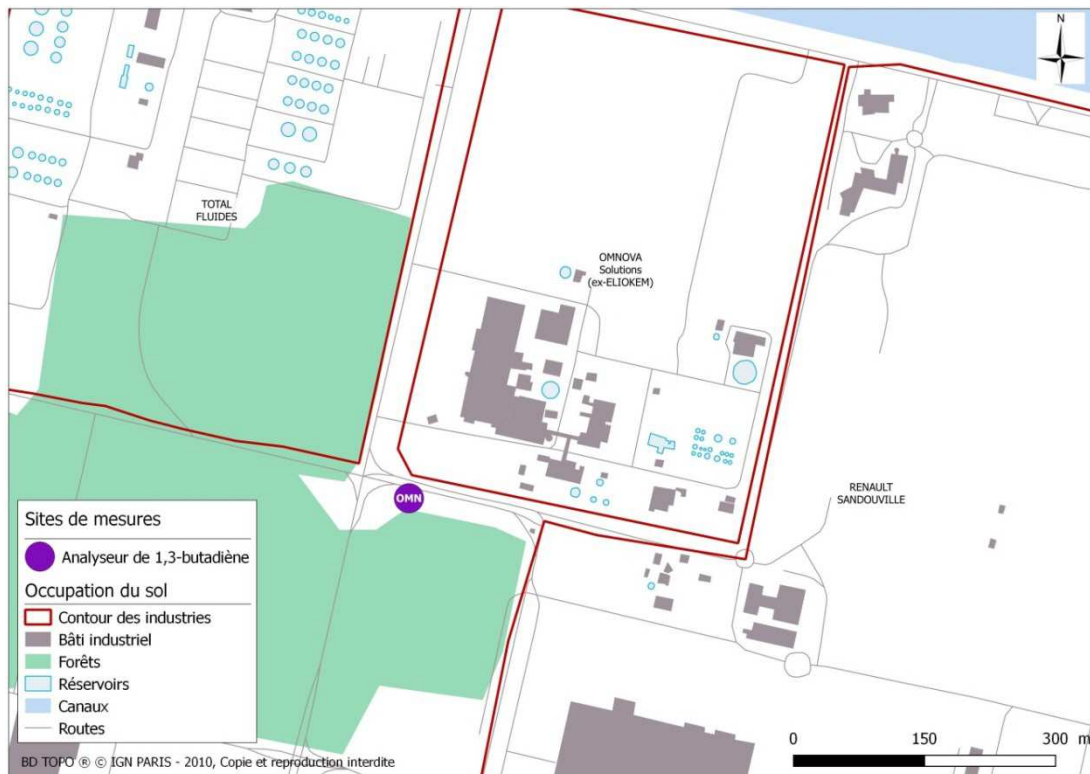 N
TOTAL
FLUIDES
OMNOVA
Solutions
(ex-ELIOKEM)
RENAULT
SANDOUVILLE
OMN
Sites de mesures
Analyseur de 1,3-butadiène
Occupation du sol
Contour des industries
Bâti industriel
Forêts
Réservoirs
Canaux
Routes
0 150 300 m
BD TOPO ® © IGN PARIS - 2010, Copie et reproduction interdite